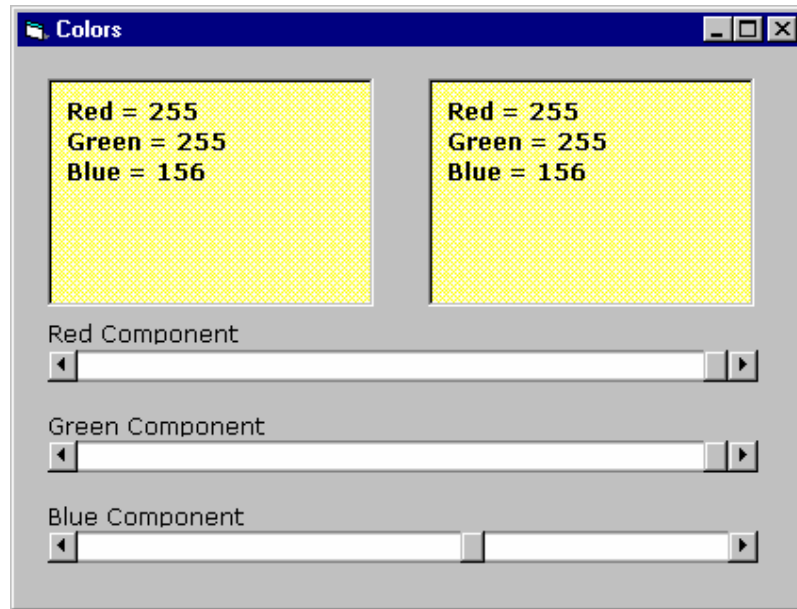 Colors
Red = 255
Green = 255
Blue = 156
Red = 255
Green = 255
Blue = 156
Red Component
Green Component
Blue Component